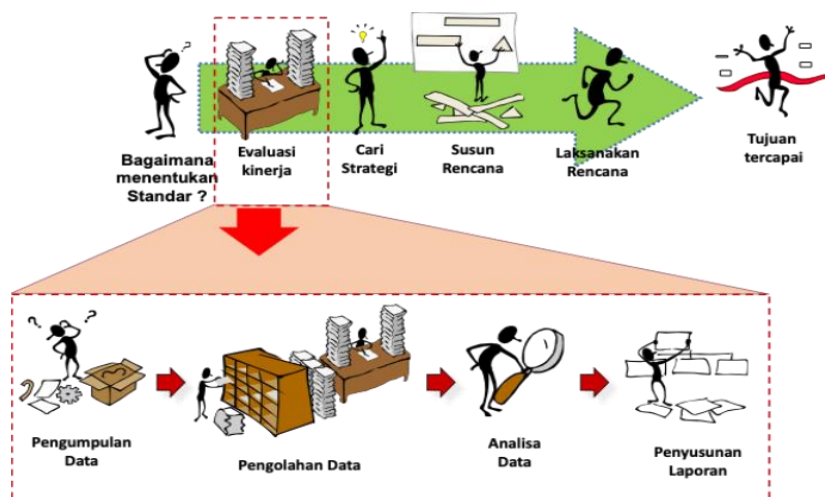 Bagaimana
menentukan
Standar ?
Evaluasi
kinerja
Cari
Strategi
Susun
Rencana
Laksanakan
Rencana
Tujuan
tercapai
Pengumpulan
Data
Pengolahan Data
Analisa
Data
Penyusunan
Laporan